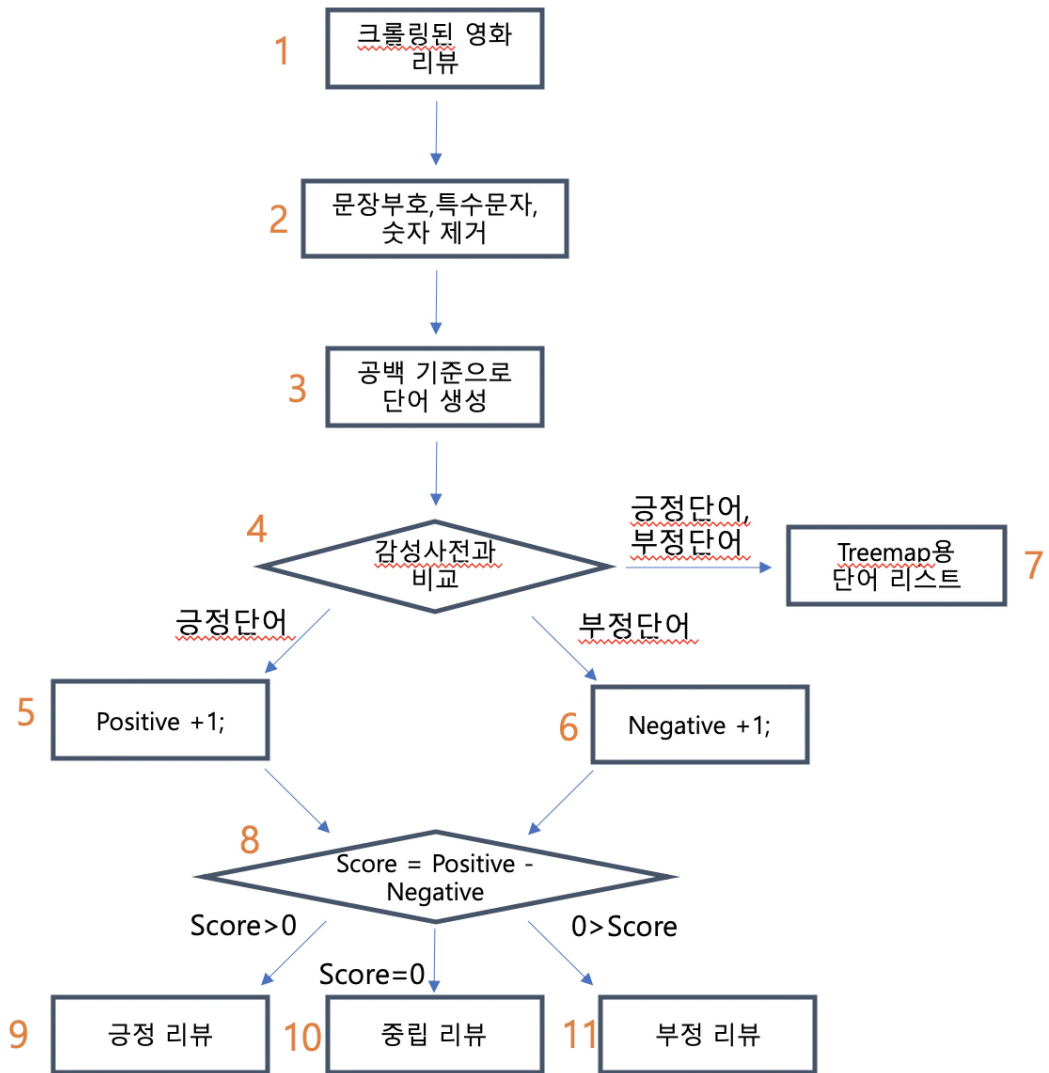 1
크롤링된 영화
리뷰
2
문장부호,특수문자,
숫자 제거
3
공백 기준으로
단어 생성
4
감성사전과
비교
긍정단어,
부정단어
Treemap용
단어 리스트
7
긍정단어
부정단어
5
Positive +1;
6
Negative +1;
8
Score = Positive -
Negative
Score>0
0>Score
Score=0
9
긍정 리뷰
10
중립 리뷰
11
부정 리뷰